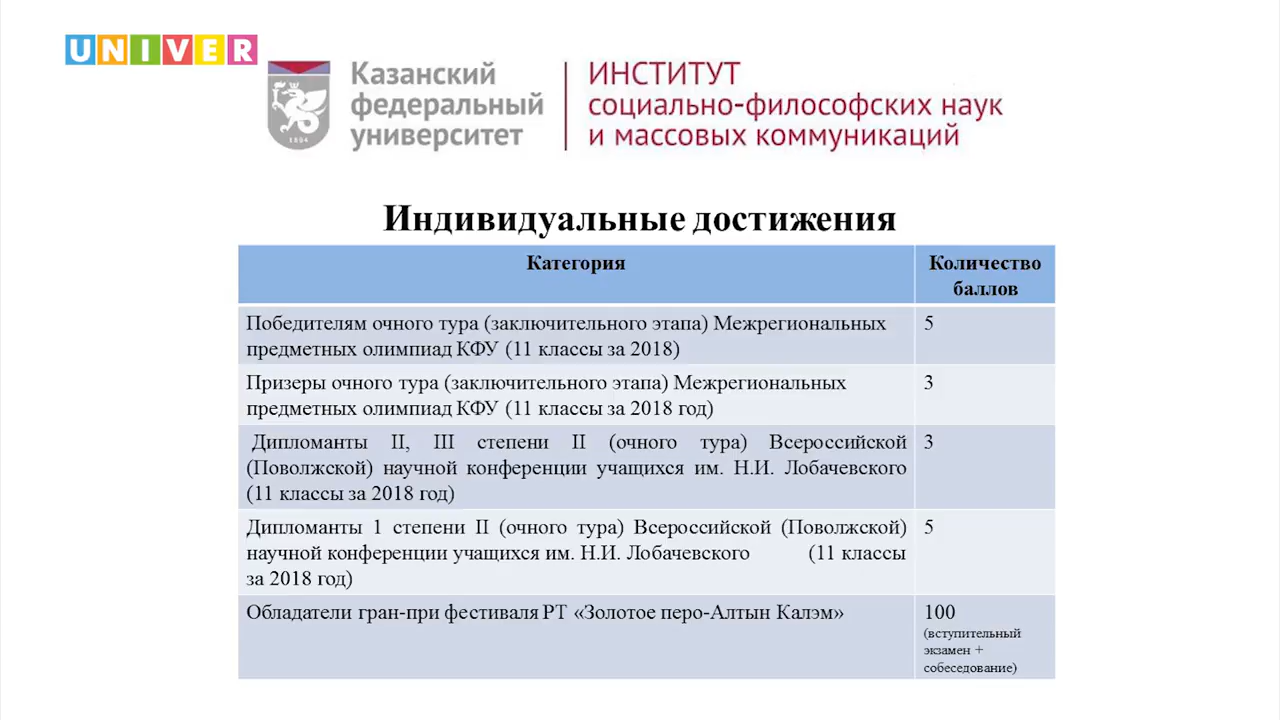 UNIVER
Казанский
федеральный
университет
1804
ИНСТИТУТ
социально-философских наук
и массовых коммуникаций
Индивидуальные достижения
Категория
Количество
баллов
Победителям очного тура (заключительного этапа) Межрегиональных
предметных олимпиад КФУ (11 классы за 2018)
5
Призеры очного тура (заключительного этапа) Межрегиональных
предметных олимпиад КФУ (11 классы за 2018 год)
3
Дипломанты II, III степени II (очного тура) Всероссийской
(Поволжской) научной конференции учащихся им. Н.И. Лобачевского
(11 классы за 2018 год)
3
Дипломанты 1 степени II (очного тура) Всероссийской (Поволжской)
научной конференции учащихся им. Н.И. Лобачевского (11 классы
за 2018 год)
5
Обладатели гран-при фестиваля РТ «Золотое перо-Алтын Калэм»
100
(вступительный
экзамен +
собеседование)